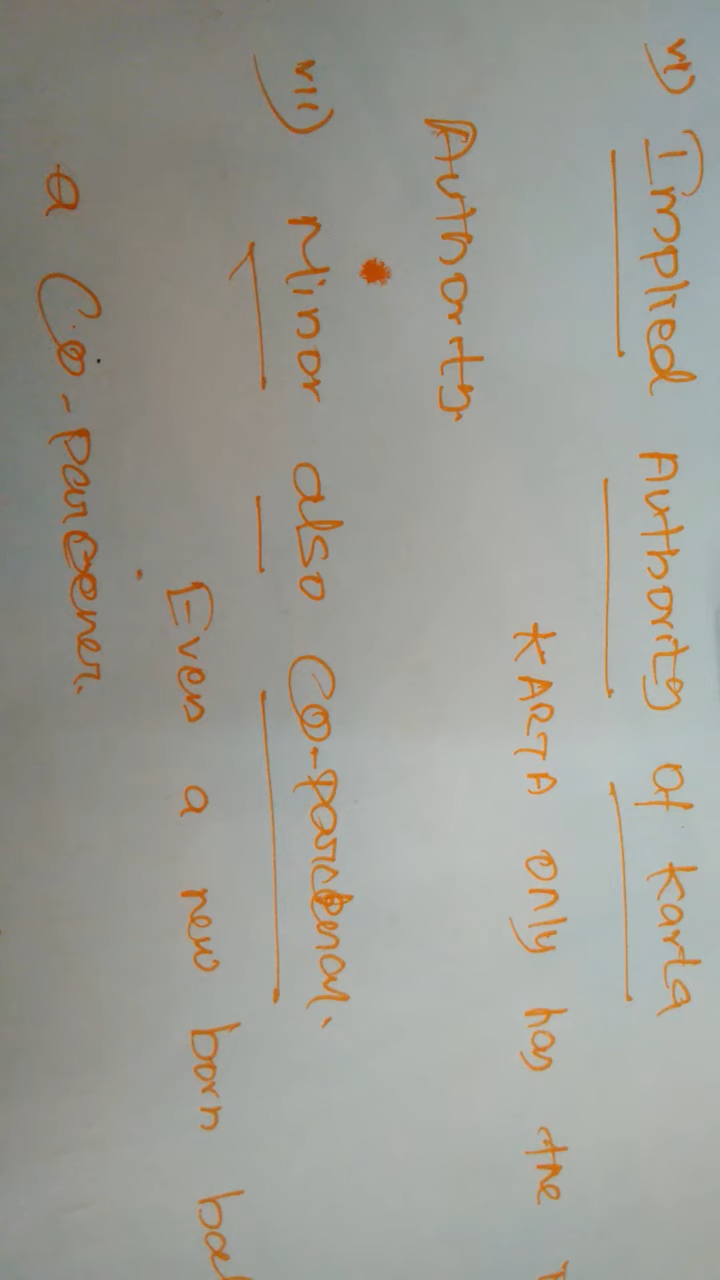 vi) Implied Authority of Karta
KARTA only has the
Authority.
vii) Minor also Co-parcenar.
Even a new born
a Co-parcener.